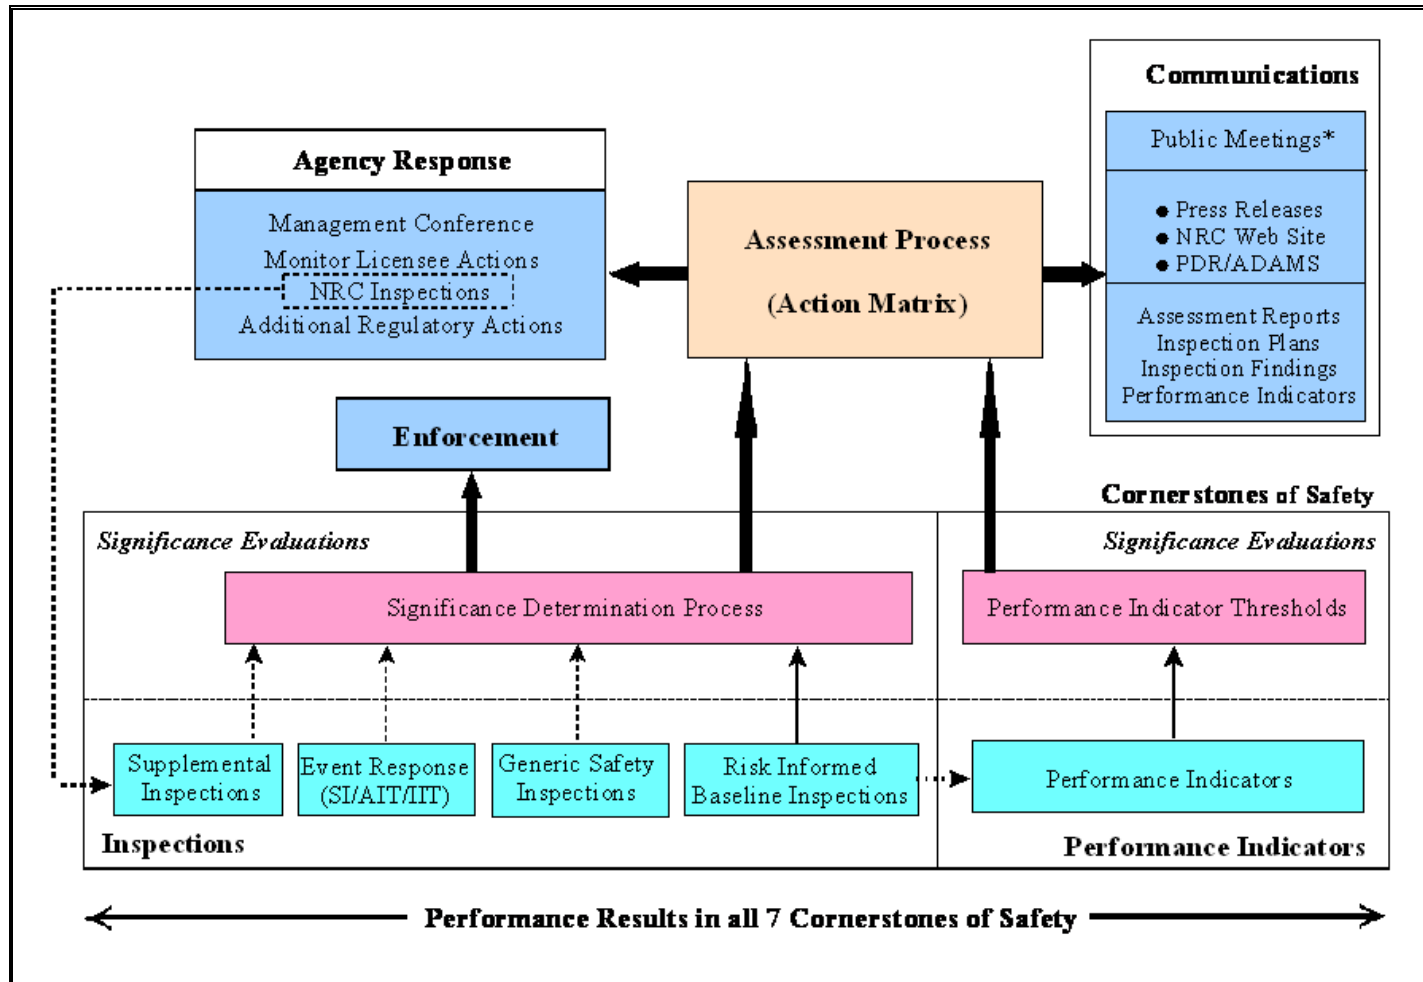 Communications
Public Meetings*
● Press Releases
● NRC Web Site
● PDR/ADAMS
Assessment Reports
Inspection Plans
Inspection Findings
Performance Indicators
Agency Response
Management Conference
Monitor Licensee Actions
NRC Inspections
Additional Regulatory Actions
Assessment Process
(Action Matrix)
Enforcement
Cornerstones of Safety
Significance Evaluations
Significance Evaluations
Significance Determination Process
Performance Indicator Thresholds
Supplemental
Inspections
Event Response
(SI/AIT/IIT)
Generic Safety
Inspections
Risk Informed
Baseline Inspections
Performance Indicators
Inspections
Performance Indicators
Performance Results in all 7 Cornerstones of Safety